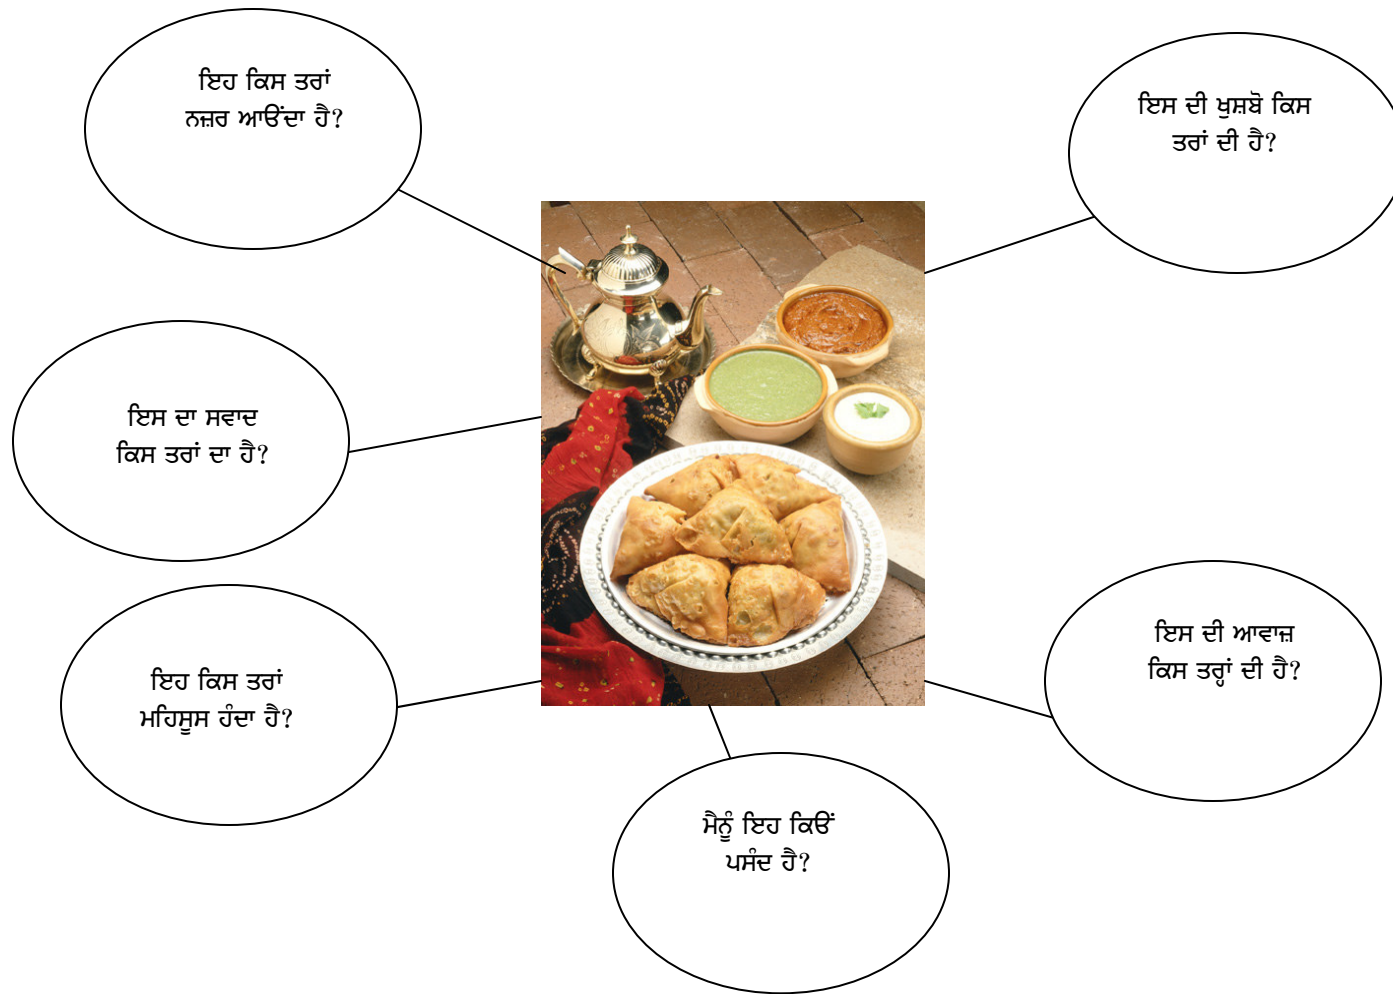 ਇਹ ਕਿਸ ਤਰਾਂ
ਨਜ਼ਰ ਆਉਂਦਾ ਹੈ?
ਇਸ ਦੀ ਖੁਸ਼ਬੋ ਕਿਸ
ਤਰਾਂ ਦੀ ਹੈ?
ਇਸ ਦਾ ਸਵਾਦ
ਕਿਸ ਤਰਾਂ ਦਾ ਹੈ?
ਇਹ ਕਿਸ ਤਰਾਂ
ਮਹਿਸੂਸ ਹੰਦਾ ਹੈ?
ਇਸ ਦੀ ਆਵਾਜ਼
ਕਿਸ ਤਰ੍ਹਾਂ ਦੀ ਹੈ?
ਮੈਨੂੰ ਇਹ ਕਿਉਂ
ਪਸੰਦ ਹੈ?